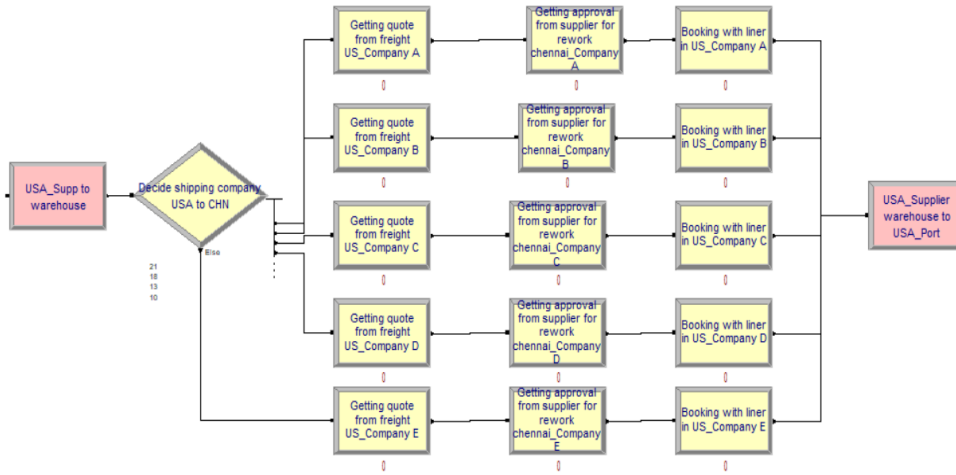 Getting quote
from freight
US_Company A
0
Getting approval
from supplier for
rework
chennai_Company
A
0
Booking with liner
in US_Company A
0
Getting quote
from freight
US_Company B
0
Getting approval
from supplier for
rework
chennai_Company
B
0
Booking with liner
in US_Company B
0
USA_Supp to
warehouse
Decide shipping company
USA to CHN
Else
21
18
13
10
Getting quote
from freight
US_Company C
0
Getting approval
from supplier for
rework
chennai_Company
C
0
Booking with liner
in US_Company C
0
USA_Supplier
warehouse to
USA_Port
Getting quote
from freight
US_Company D
0
Getting approval
from supplier for
rework
chennai_Company
D
0
Booking with liner
in US_Company D
0
Getting quote
from freight
US_Company E
0
Getting approval
from supplier for
rework
chennai_Company
E
0
Booking with liner
in US_Company E
0